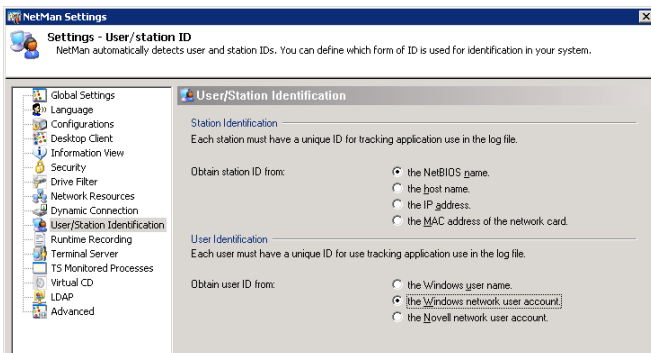 NetMan Settings
Settings - User/station ID
NetMan automatically detects user and station IDs. You can define which form of ID is used for identification in your system.
Global Settings
Language
Configurations
Desktop Client
Information View
Security
Drive Filter
Network Resources
Dynamic Connection
User/Station Identification
Runtime Recording
Terminal Server
TS Monitored Processes
Virtual CD
LDAP
Advanced
User/Station Identification
Station Identification
Each station must have a unique ID for tracking application use in the log file.
Obtain station ID from:
the NetBIOS name.
the host name.
the IP address.
the MAC address of the network card.
User Identification
Each user must have a unique ID for use tracking application use in the log file.
Obtain user ID from:
the Windows user name.
the Windows network user account.
the Novell network user account.